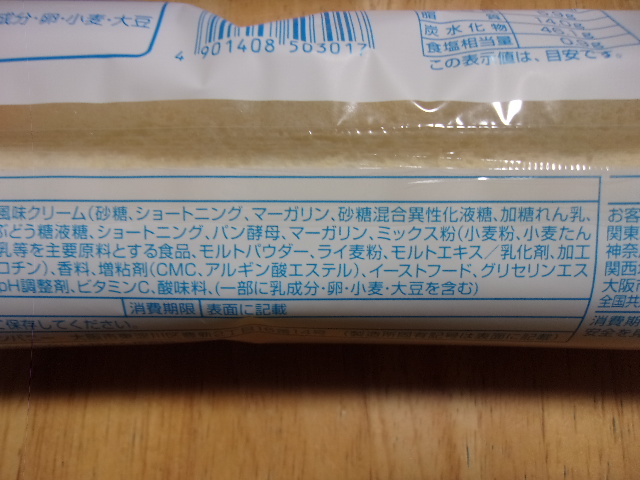 成分・卵・小麦・大豆
4 901408 503017
脂質
炭水化物
食塩相当量
この表示値は、目安です。
風味クリーム（砂糖、ショートニング、マーガリン、砂糖混合異性化液糖、加糖れん乳、
ぶどう糖液糖、ショートニング、パン酵母、マーガリン、ミックス粉（小麦粉、小麦たん
乳等を主要原料とする食品、モルトパウダー、ライ麦粉、モルトエキス／乳化剤、加工
ロチン）、香料、増粘剤（CMC、アルギン酸エステル）、イーストフード、グリセリンエス
pH調整剤、ビタミンC、酸味料、（一部に乳成分・卵・小麦・大豆を含む）
消費期限 表面に記載
保存してください。
お客
関東
神奈
関西
大阪市
全国
消費期
安全を